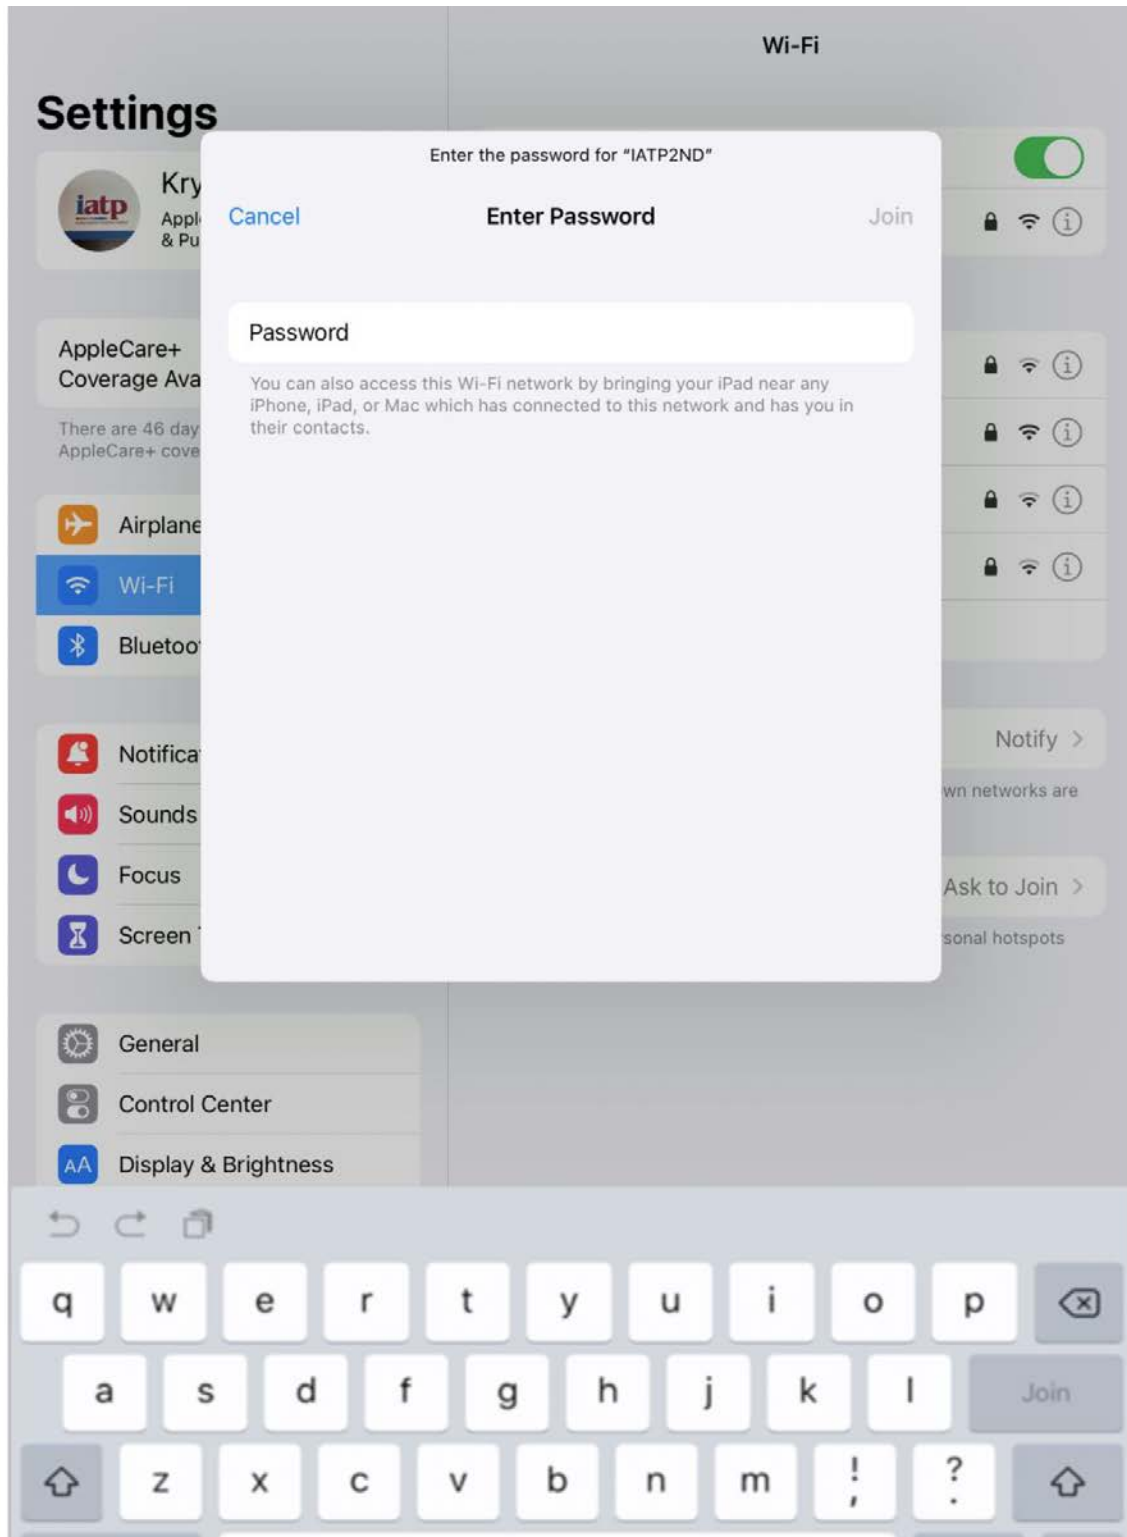 Wi-Fi
Settings
Enter the password for “IATP2ND”
Cancel
Enter Password
Join
iatp
Kry
Appl
& Pu
Password
You can also access this Wi-Fi network by bringing your iPad near any
iPhone, iPad, or Mac which has connected to this network and has you in
their contacts.
AppleCare+
Coverage Ava
There are 46 day
AppleCare+ cove
Airplane
Wi-Fi
Bluetoo
Notifica
Sounds
Focus
Screen
Notify >
wn networks are
Ask to Join >
sonal hotspots
General
Control Center
AA Display & Brightness
q w e r t y u i o p
a s d f g h j k l Join
z x c v b n m ! , ? .